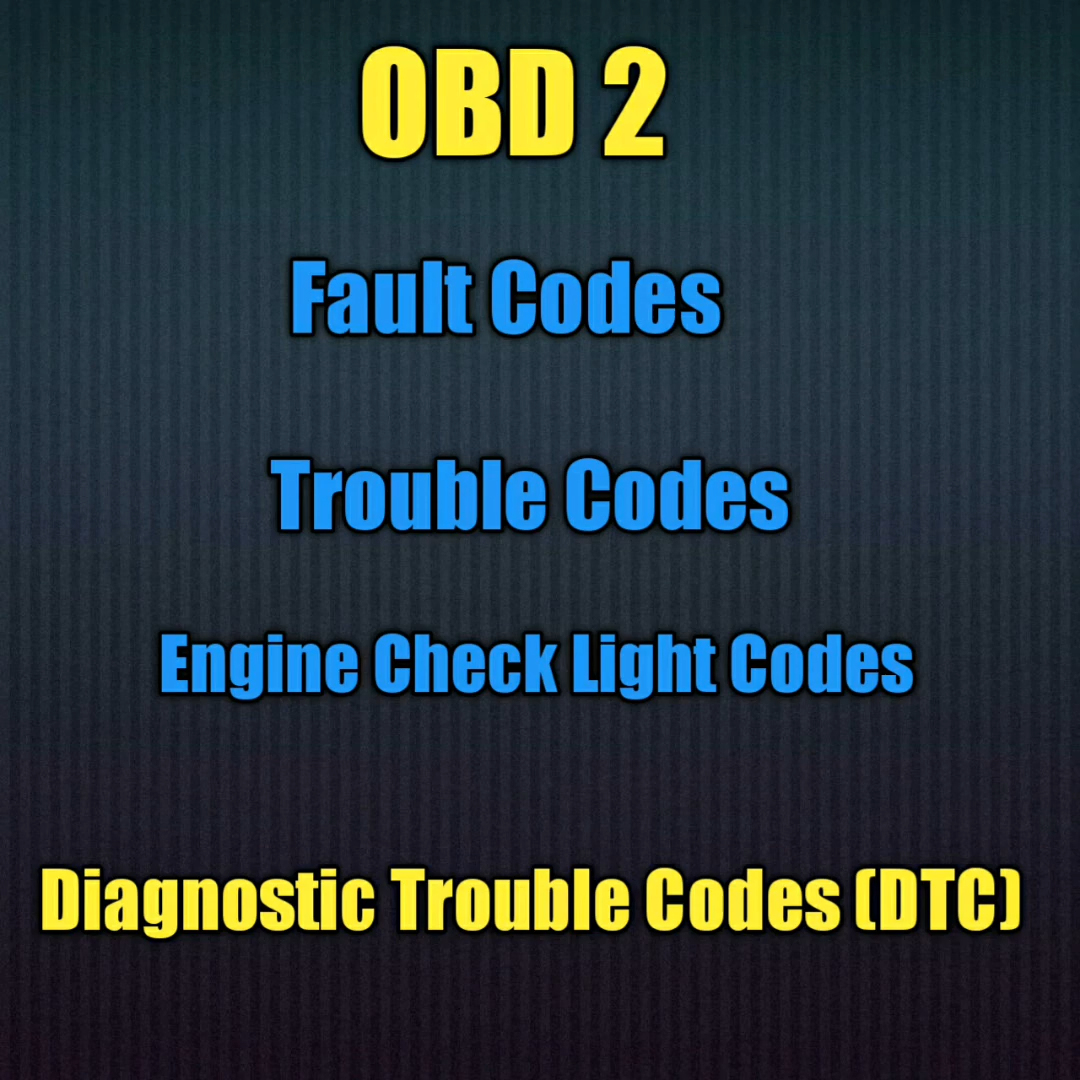 OBD 2
Fault Codes
Trouble Codes
Engine Check Light Codes
Diagnostic Trouble Codes (DTC)